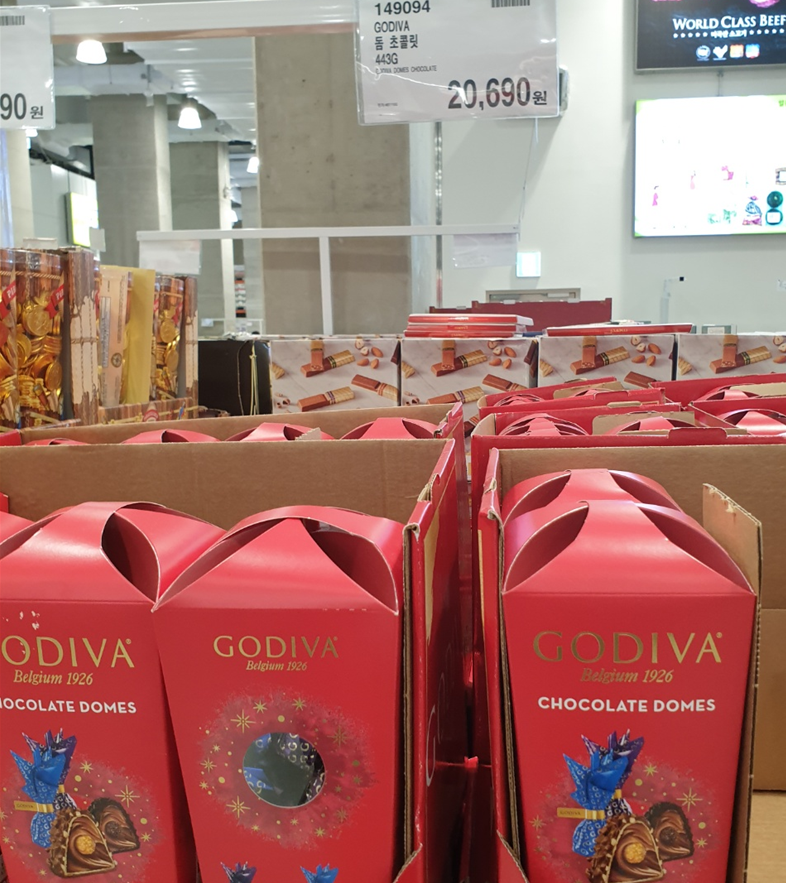 90원
149094
GODIVA
돔 초콜릿
443G
20,690원
WORLD CLASS BEEF
GODIVA
Belgium 1926
CHOCOLATE DOMES
GODIVA
Belgium 1926
GODIVA
Belgium 1926
CHOCOLATE DOMES